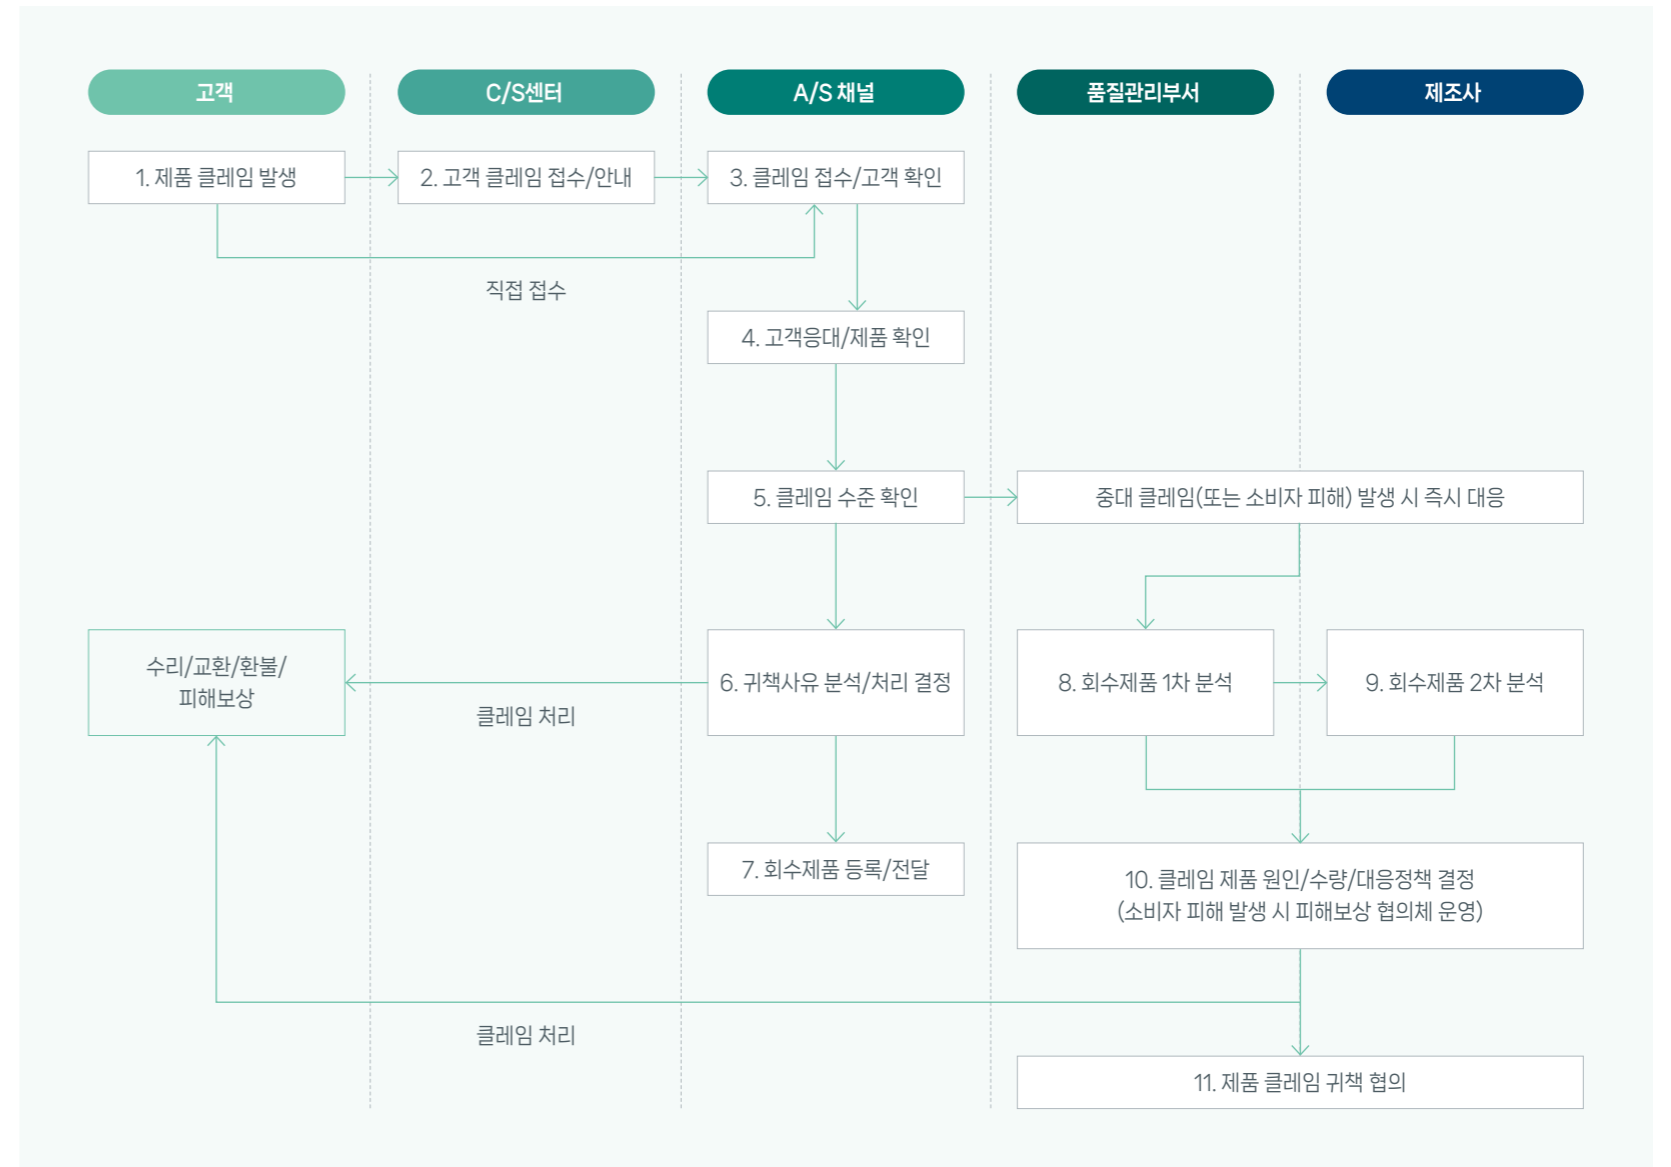 고객
C/S센터
A/S 채널
품질관리부서
제조사
1. 제품 클레임 발생
2. 고객 클레임 접수/안내
3. 클레임 접수/고객 확인
직접 접수
4. 고객응대/제품 확인
5. 클레임 수준 확인
중대 클레임(또는 소비자 피해) 발생 시 즉시 대응
수리/교환/환불/
피해보상
클레임 처리
6. 귀책사유 분석/처리 결정
8. 회수제품 1차 분석
9. 회수제품 2차 분석
7. 회수제품 등록/전달
10. 클레임 제품 원인/수량/대응정책 결정
(소비자 피해 발생 시 피해보상 협의체 운영)
클레임 처리
11. 제품 클레임 귀책 협의